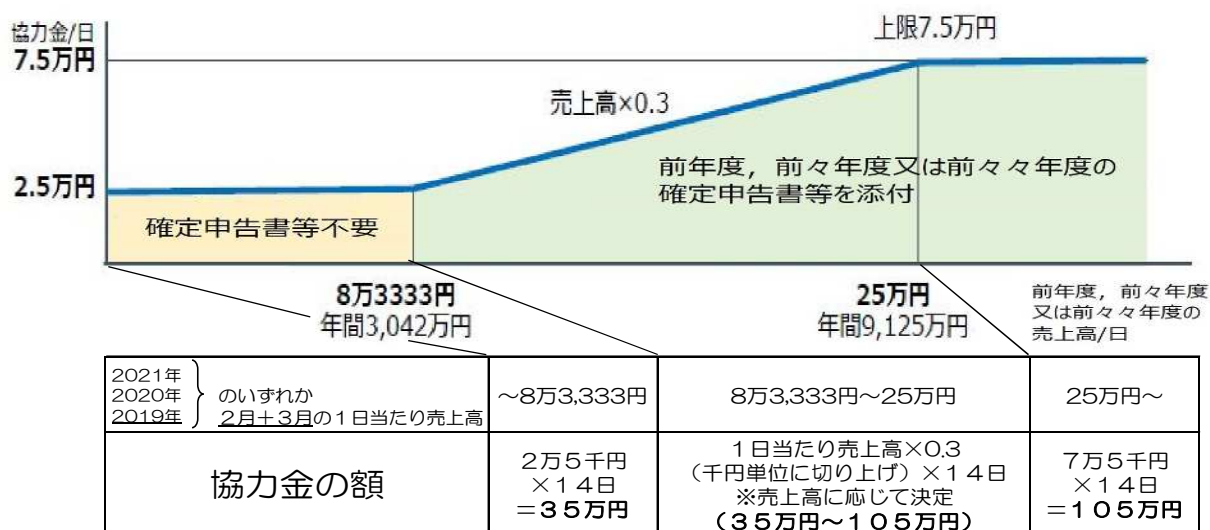 協力金/日
7.5万円
上限7.5万円
売上高×0.3
前年度，前々年度又は前々々年度の
確定申告書等を添付
2.5万円
確定申告書等不要
8万3333円
年間3,042万円
25万円
年間9,125万円
前年度，前々年度
又は前々々年度の
売上高/日
2021年
2020年
2019年
のいずれか
２月＋３月の１日当たり売上高
～8万3,333円
8万3,333円～25万円
25万円～
協力金の額
２万５千円
×１４日
＝３５万円
１日当たり売上高×0.3
（千円単位に切り上げ）×１４日
※売上高に応じて決定
（３５万円～１０５万円）
７万５千円
×１４日
＝１０５万円